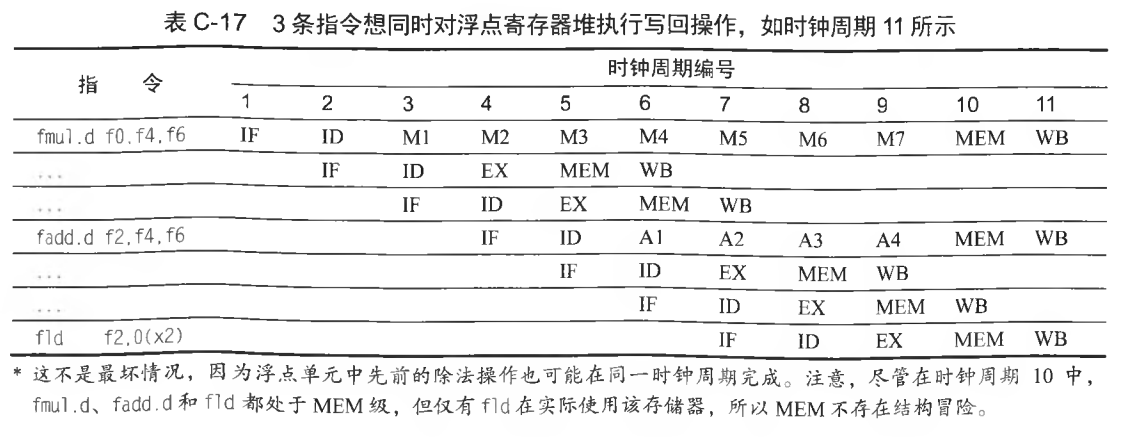 表 C-17 3 条指令想同时对浮点寄存器堆执行写回操作，如时钟周期 11 所示
指 令 时钟周期编号
1 2 3 4 5 6 7 8 9 10 11
fmul.d f0,f4,f6 IF ID M1 M2 M3 M4 M5 M6 M7 MEM WB
... IF ID EX MEM WB
... IF ID EX MEM WB
fadd.d f2,f4,f6 IF ID A1 A2 A3 A4 MEM WB
... IF ID EX MEM WB
... IF ID EX MEM WB
fld f2,0(x2) IF ID EX MEM WB
* 这不是最坏情况，因为浮点单元中先前的除法操作也可能在同一时钟周期完成。注意，尽管在时钟周期 10 中，
fmul.d、fadd.d 和 fld 都处于 MEM 级，但仅有 fld 在实际使用该存储器，所以 MEM 不存在结构冒险。